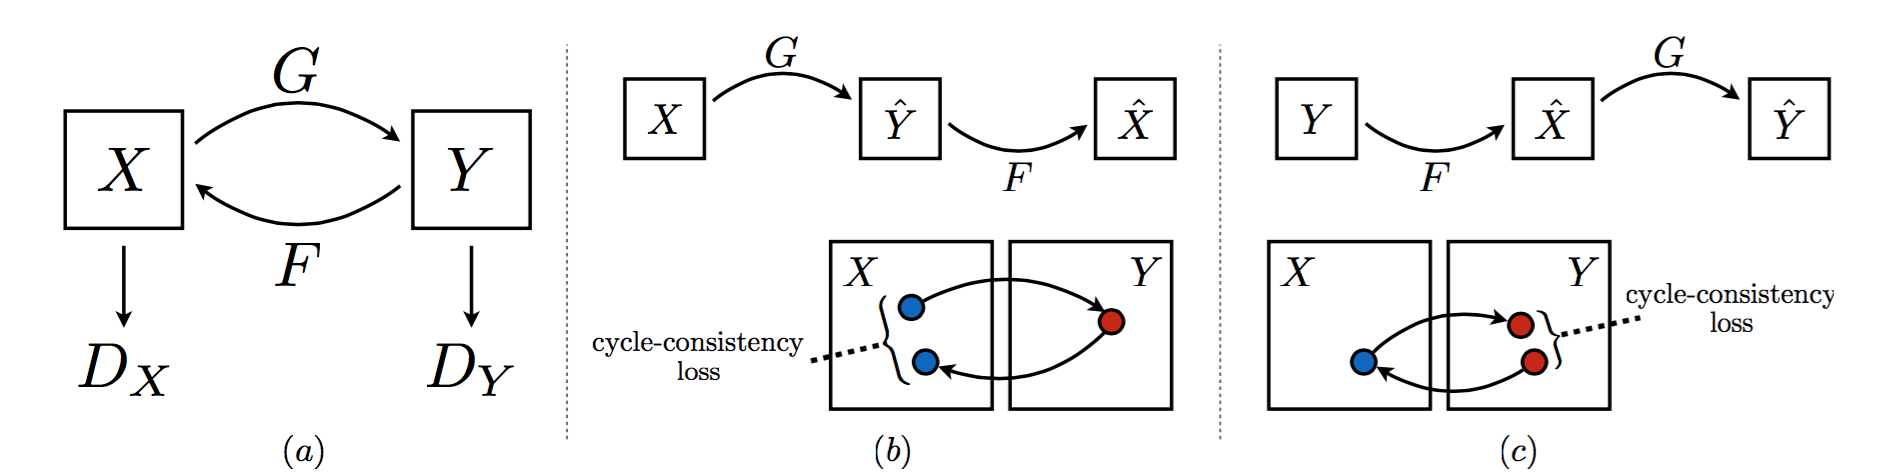 G
X
Y
F
D_X
D_Y
(a)
G
X
Ŷ
X̂
F
X
Y
cycle-consistency
loss
(b)
G
Y
X̂
Ŷ
F
X
Y
cycle-consistency
loss
(c)